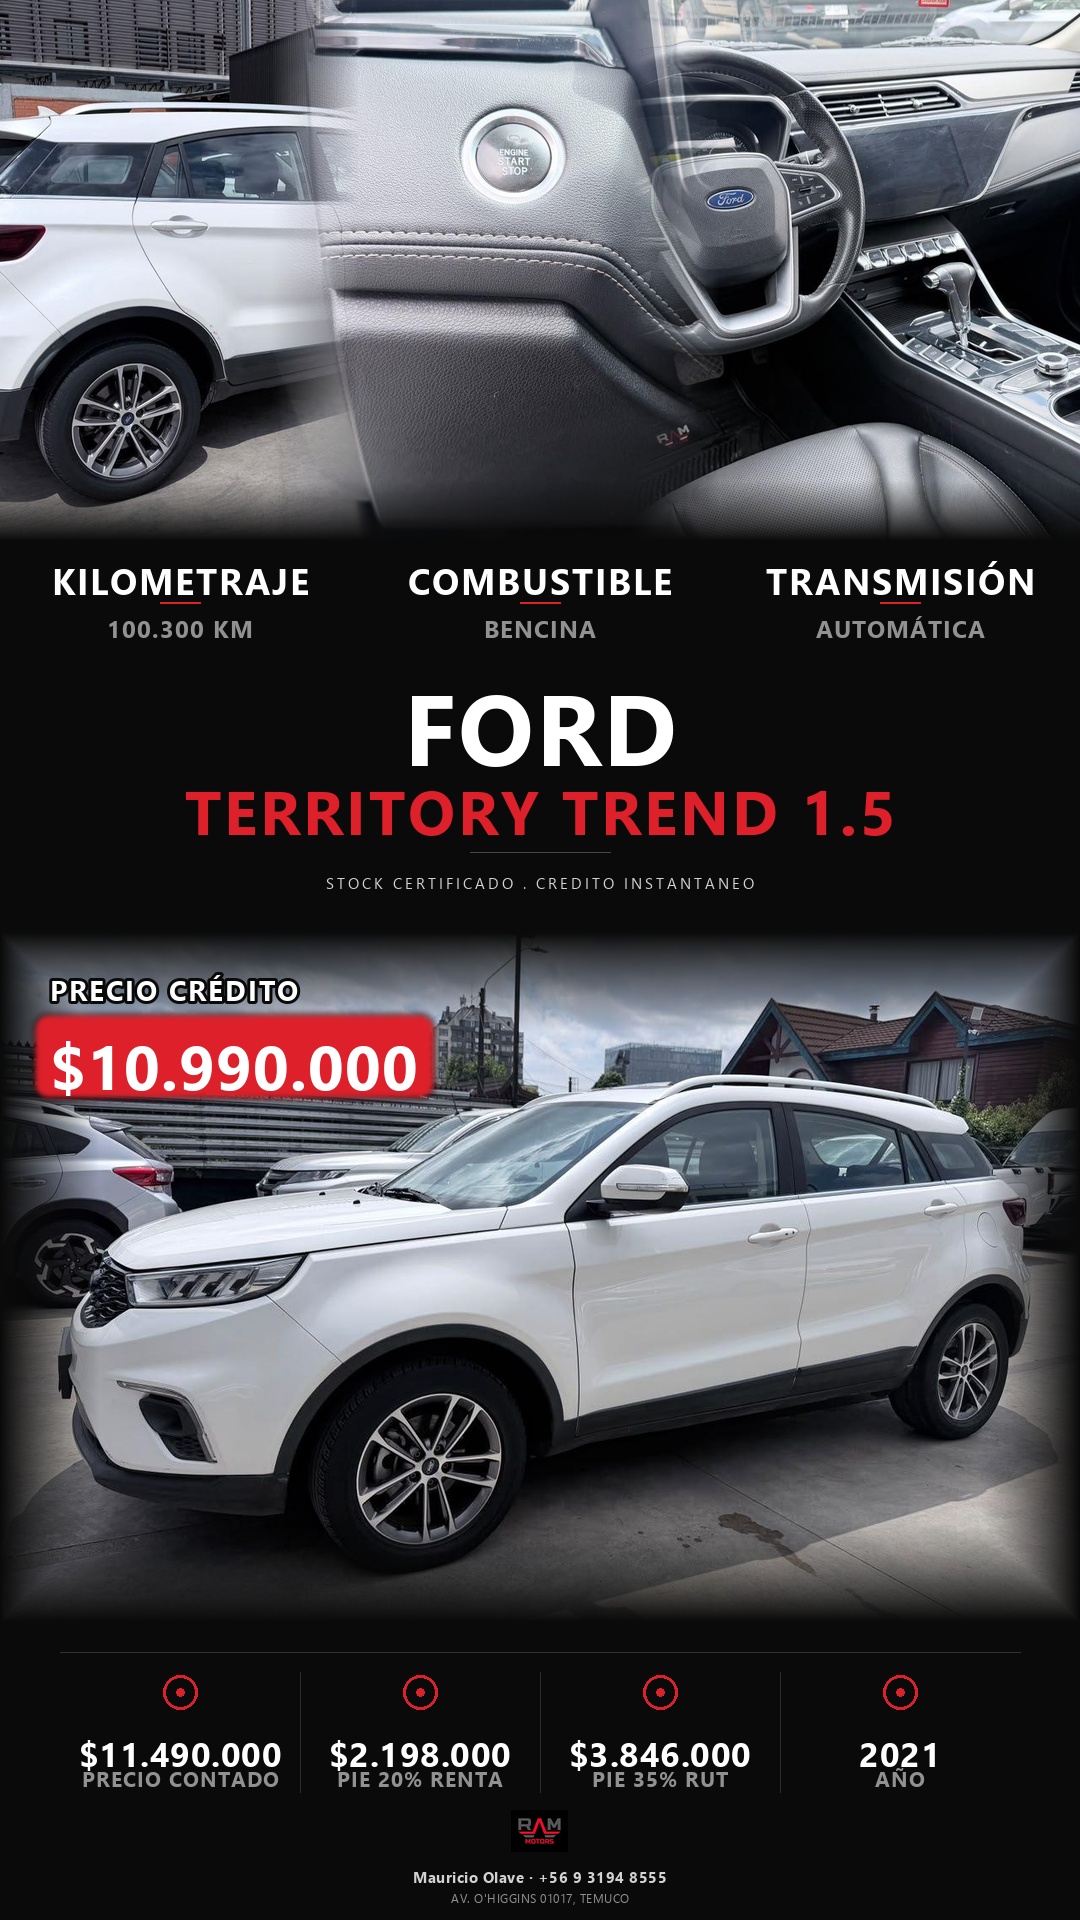 ENGINE
START
STOP
Ford
RAM
KILOMETRAJE
100.300 KM
COMBUSTIBLE
BENCINA
TRANSMISIÓN
AUTOMÁTICA
FORD
TERRITORY TREND 1.5
STOCK CERTIFICADO . CREDITO INSTANTANEO
PRECIO CRÉDITO
$10.990.000
$11.490.000
PRECIO CONTADO
$2.198.000
PIE 20% RENTA
$3.846.000
PIE 35% RUT
2021
AÑO
RAM
MOTORS
Mauricio Olave · +56 9 3194 8555
AV. O'HIGGINS 01017, TEMUCO